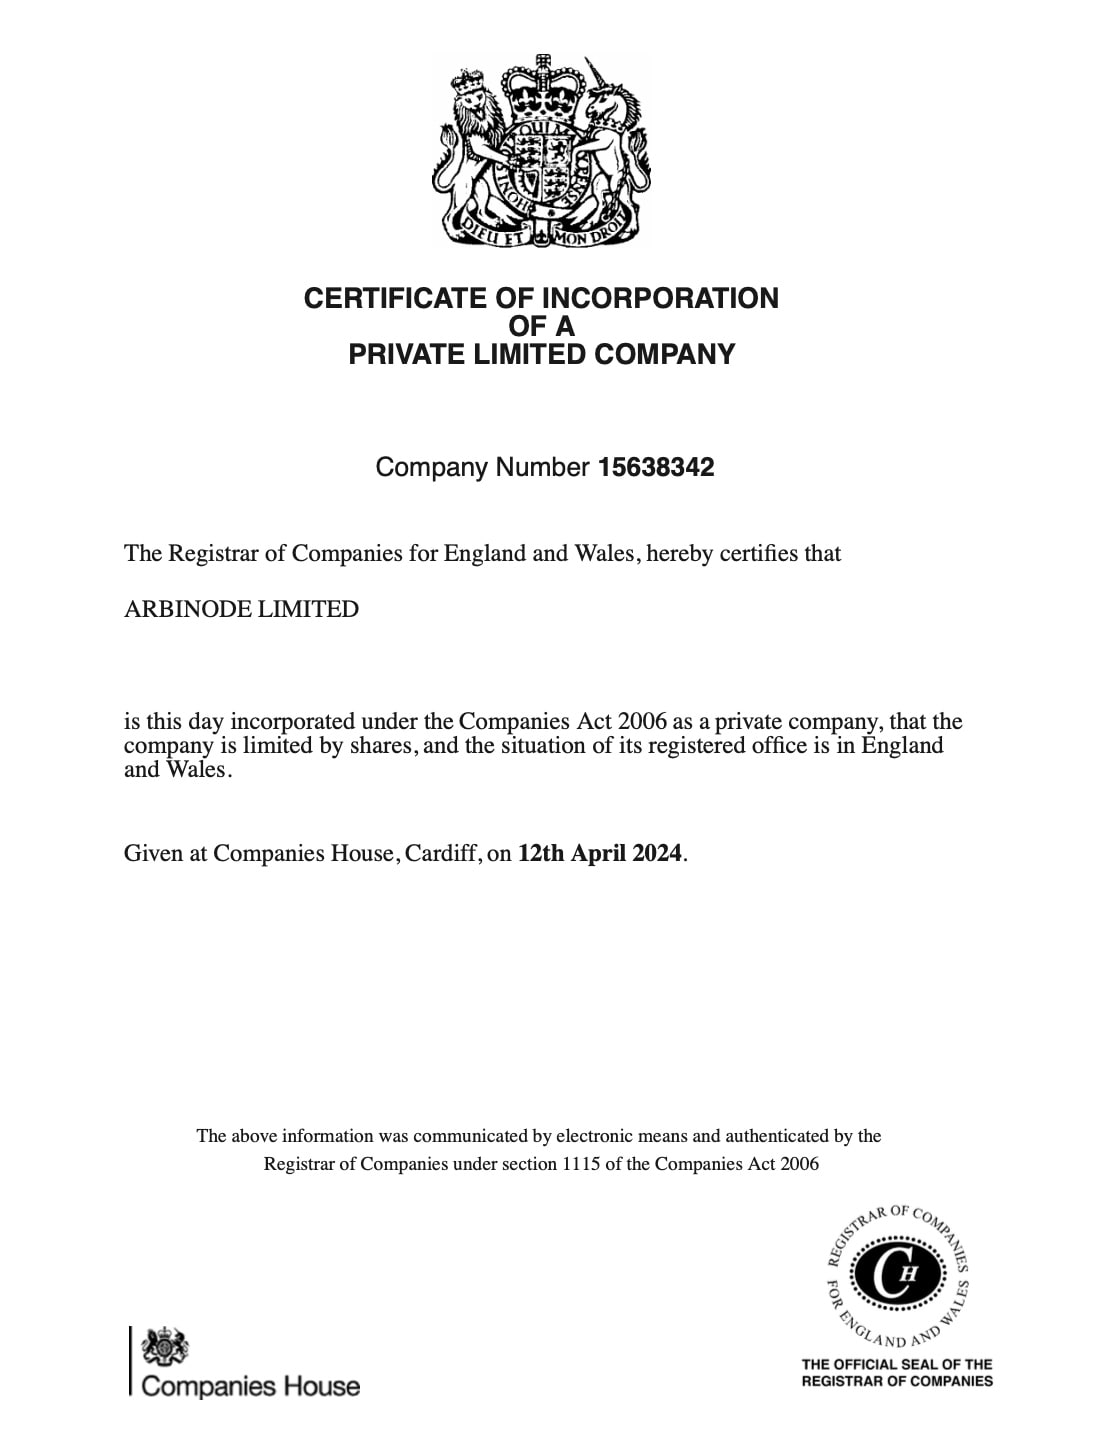 DIEU ET MON DROIT
CERTIFICATE OF INCORPORATION
OF A
PRIVATE LIMITED COMPANY
Company Number 15638342
The Registrar of Companies for England and Wales, hereby certifies that
ARBINODE LIMITED
is this day incorporated under the Companies Act 2006 as a private company, that the
company is limited by shares, and the situation of its registered office is in England
and Wales.
Given at Companies House, Cardiff, on 12th April 2024.
The above information was communicated by electronic means and authenticated by the
Registrar of Companies under section 1115 of the Companies Act 2006
REGISTRAR OF COMPANIES
FOR ENGLAND AND WALES
CH
THE OFFICIAL SEAL OF THE
REGISTRAR OF COMPANIES
Companies House